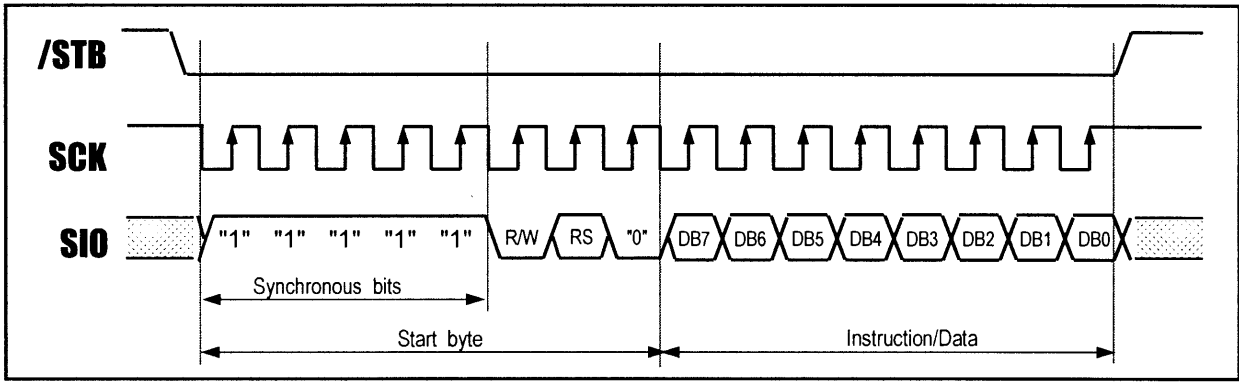 /STB
SCK
SIO "1" "1" "1" "1" "1" R/W RS "0" DB7 DB6 DB5 DB4 DB3 DB2 DB1 DB0
Synchronous bits
Start byte Instruction/Data